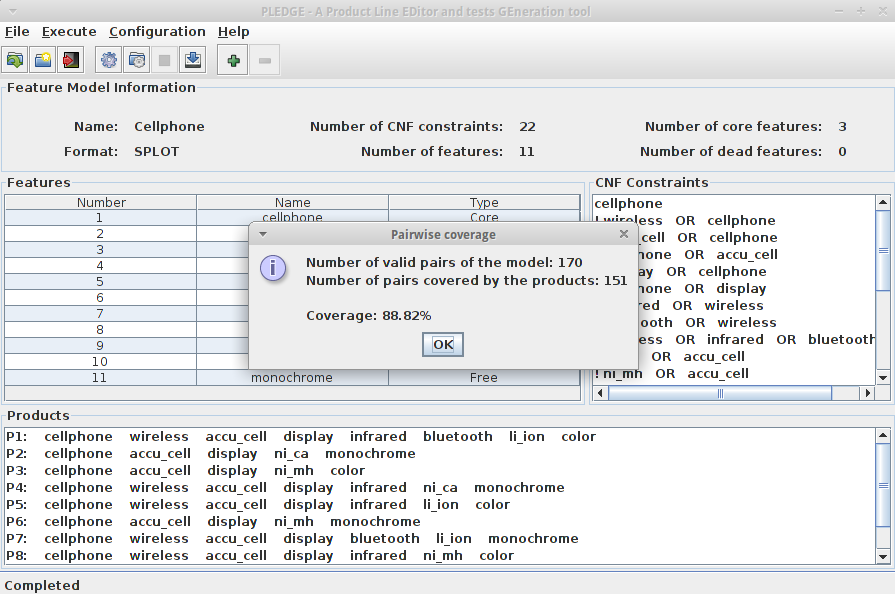 PLEDGE - A Product Line EDitor and tests GEneration tool
File Execute Configuration Help
Feature Model Information
Name: Cellphone Number of CNF constraints: 22 Number of core features: 3
Format: SPLOT Number of features: 11 Number of dead features: 0
Features
Number Name Type
1 cellphone Core
2
3
4
5
6
7
8
9
10
11 monochrome Free
CNF Constraints
cellphone
! wireless OR cellphone
cell OR cellphone
hone OR accu_cell
ay OR cellphone
hone OR display
red OR wireless
ooth OR wireless
ess OR infrared OR bluetooth
OR accu_cell
! ni_mh OR accu_cell
Pairwise coverage
Number of valid pairs of the model: 170
Number of pairs covered by the products: 151
Coverage: 88.82%
OK
Products
P1: cellphone wireless accu_cell display infrared bluetooth li_ion color
P2: cellphone accu_cell display ni_ca monochrome
P3: cellphone accu_cell display ni_mh color
P4: cellphone wireless accu_cell display infrared ni_ca monochrome
P5: cellphone wireless accu_cell display infrared li_ion color
P6: cellphone accu_cell display ni_mh monochrome
P7: cellphone wireless accu_cell display bluetooth li_ion monochrome
P8: cellphone wireless accu_cell display infrared ni_mh color
Completed